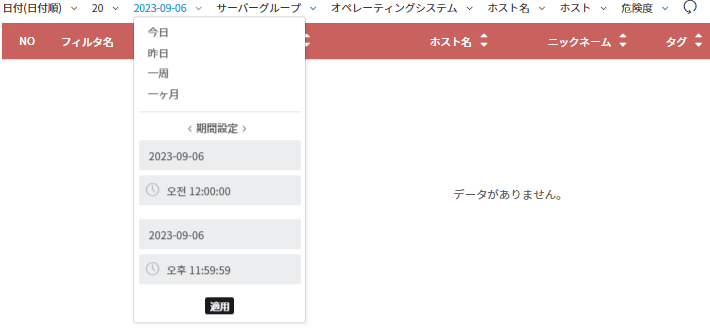 日付(日付順) 20 2023-09-06 サーバーグループ オペレーティングシステム ホスト名 ホスト 危険度
NO フィルタ名 ホスト名 ニックネーム タグ
今日
昨日
一周
一ヶ月
期間設定
2023-09-06
오전 12:00:00
2023-09-06
오후 11:59:59
適用
データがありません。